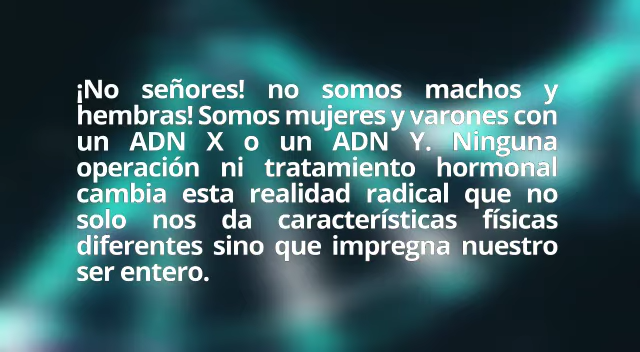 ¡No señores! no somos machos y
hembras! Somos mujeres y varones con
un ADN X o un ADN Y. Ninguna
operación ni tratamiento hormonal
cambia esta realidad radical que no
solo nos da características físicas
diferentes sino que impregna nuestro
ser entero.